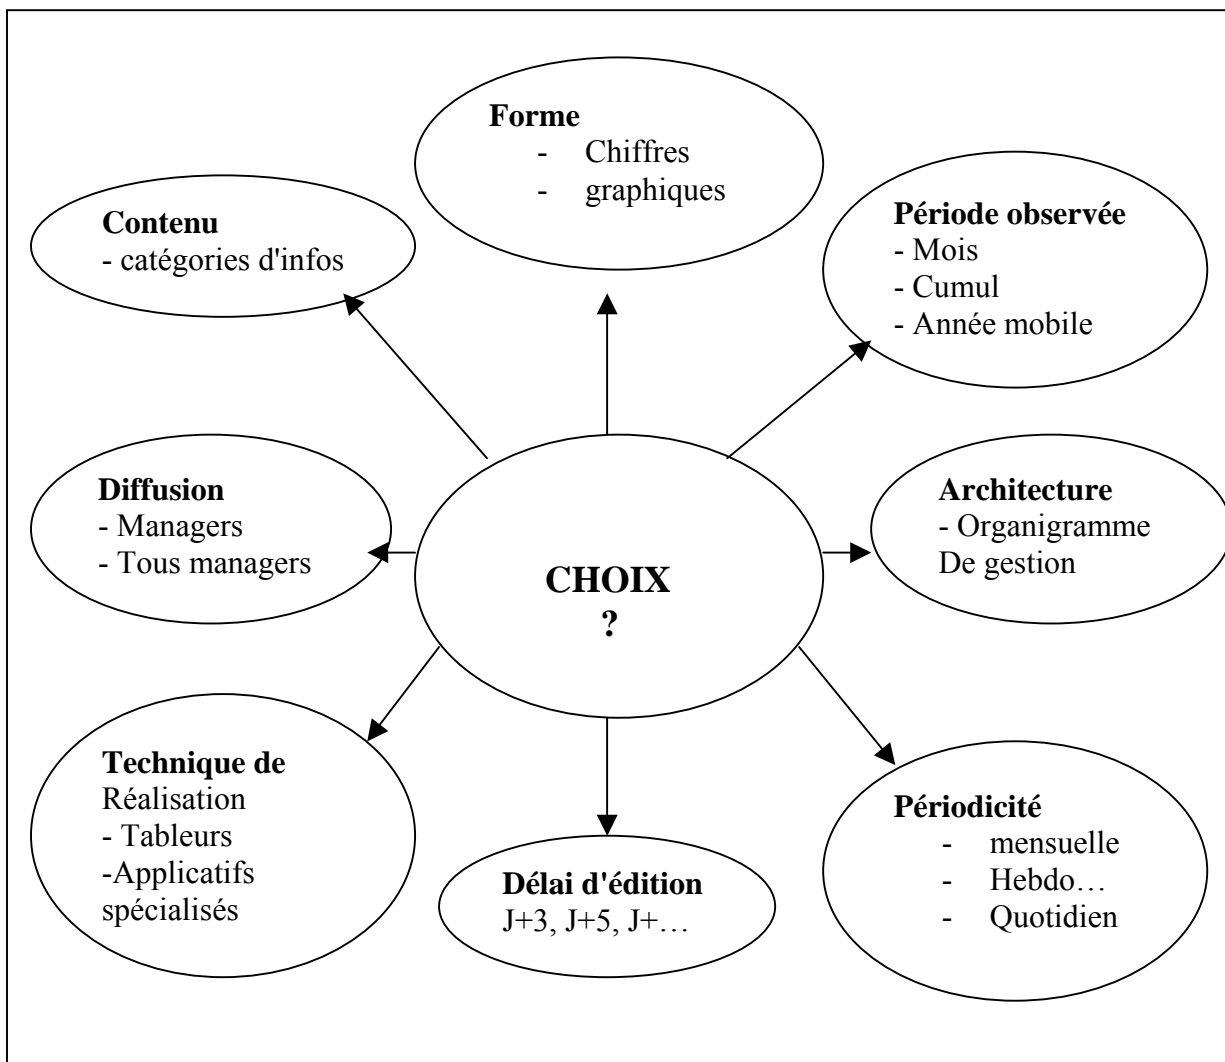 Forme
- Chiffres
- graphiques
Contenu
- catégories d'infos
Période observée
- Mois
- Cumul
- Année mobile
Diffusion
- Managers
- Tous managers
CHOIX
?
Architecture
- Organigramme
De gestion
Technique de
Réalisation
- Tableurs
-Applicatifs
spécialisés
Délai d'édition
J+3, J+5, J+…
Périodicité
- mensuelle
- Hebdo…
- Quotidien